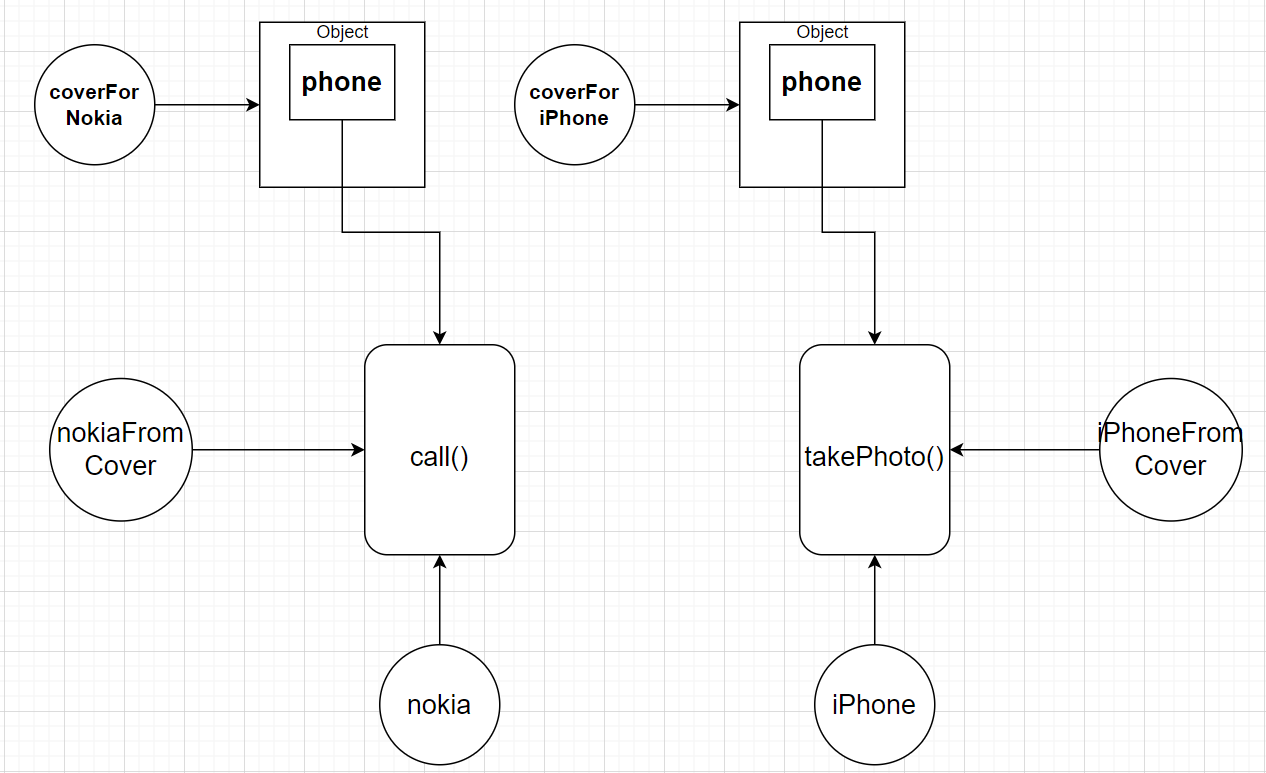 Object
phone
coverFor
Nokia
Object
phone
coverFor
iPhone
nokiaFrom
Cover
call()
takePhoto()
iPhoneFrom
Cover
nokia
iPhone